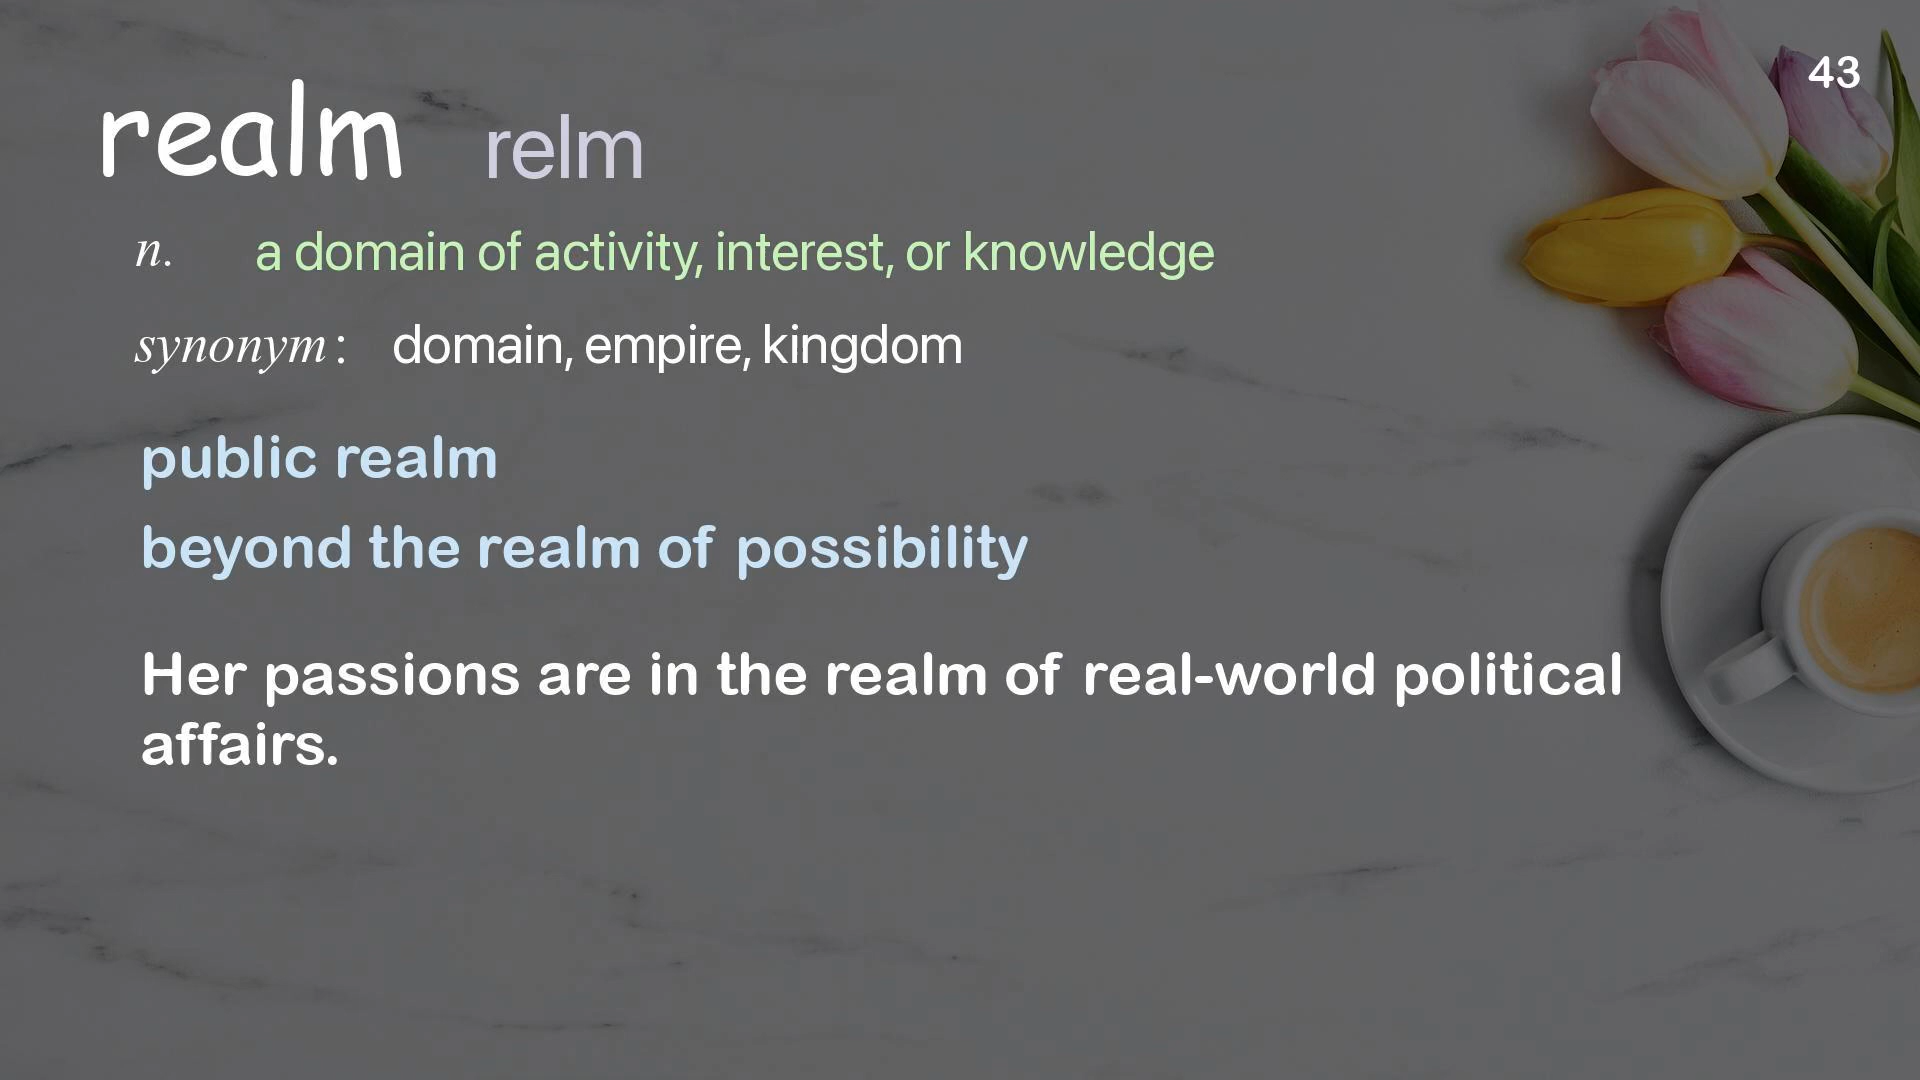 43
realm relm
n. a domain of activity, interest, or knowledge
synonym: domain, empire, kingdom
public realm
beyond the realm of possibility
Her passions are in the realm of real-world political
affairs.